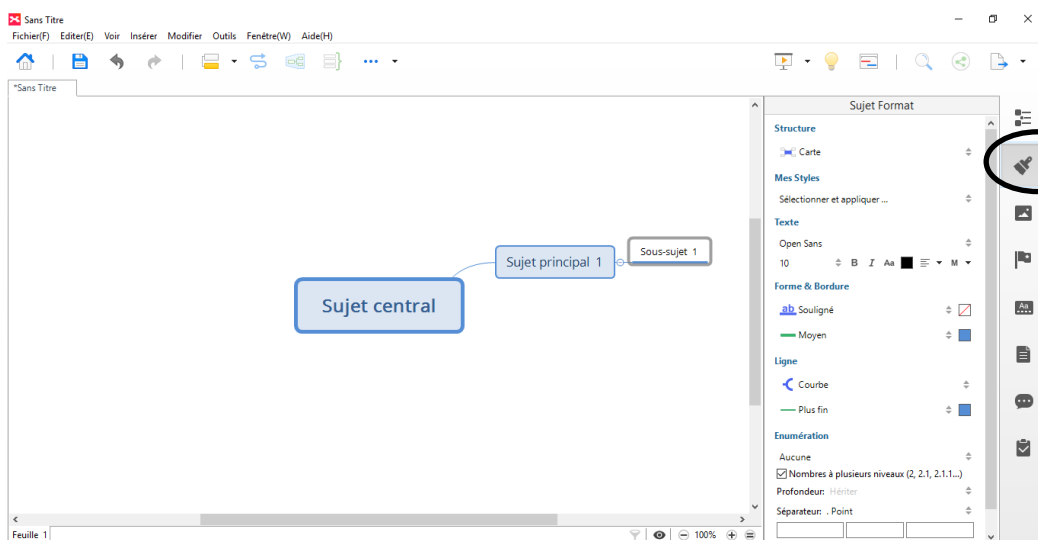 Sans Titre
Fichier(F) Editer(E) Voir Insérer Modifier Outils Fenêtre(W) Aide(H)
*Sans Titre
Sujet Format
Structure
Carte
Mes Styles
Sélectionner et appliquer ...
Texte
Open Sans
10 B I Aa M
Forme & Bordure
ab Souligné
Moyen
Ligne
Courbe
Plus fin
Enumération
Aucune
Nombres à plusieurs niveaux (2, 2.1, 2.1.1...)
Profondeur: Hériter
Séparateur: . Point
Aa
Sous-sujet 1
Sujet principal 1
Sujet central
Feuille 1
100%